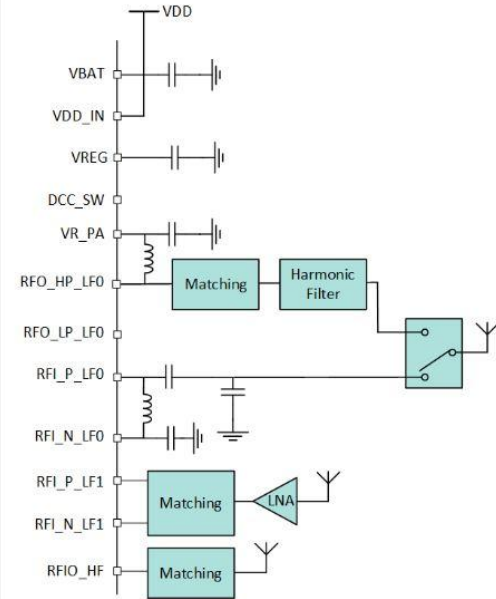 VDD
VBAT
VDD_IN
VREG
DCC_SW
VR_PA
RFO_HP_LF0
Matching
Harmonic
Filter
RFO_LP_LF0
RFI_P_LF0
RFI_N_LF0
RFI_P_LF1
Matching
LNA
RFI_N_LF1
RFIO_HF
Matching